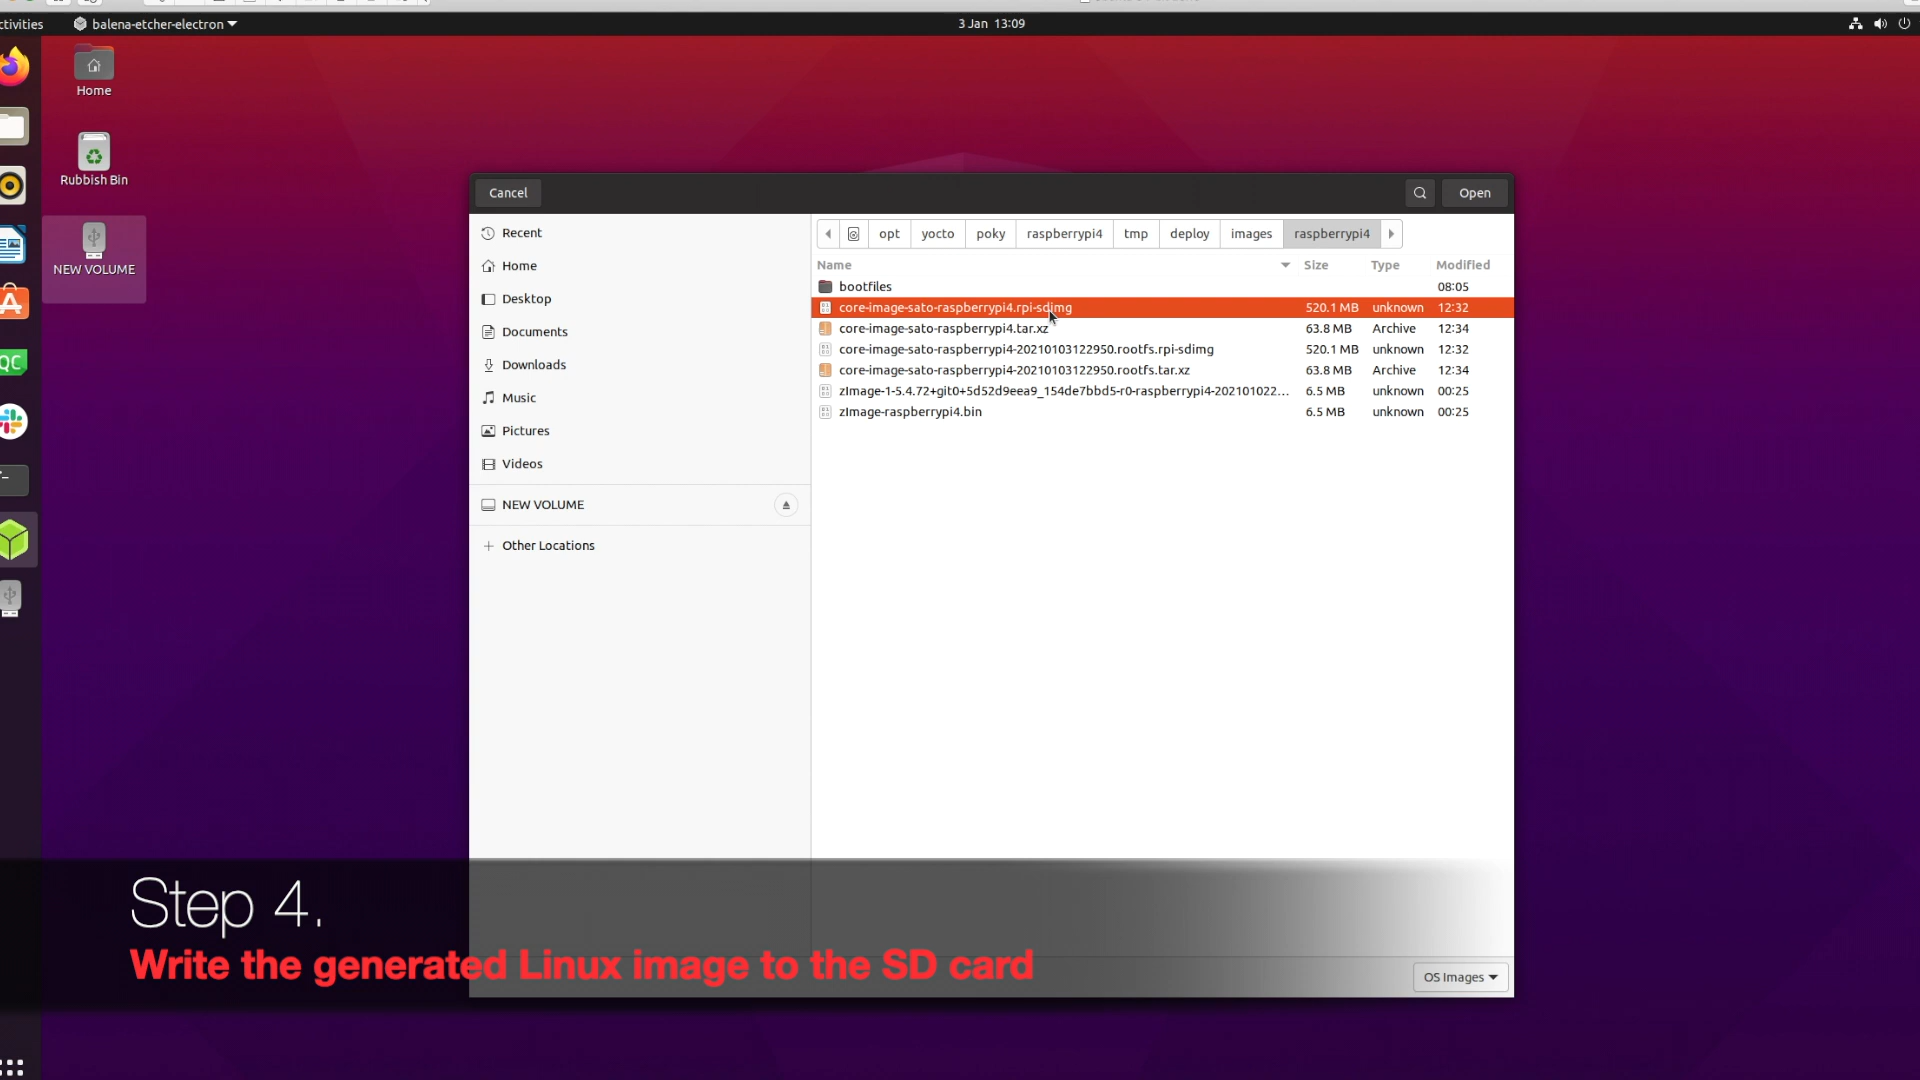 ctivities
balena-etcher-electron
3 Jan 13:09
Home
Rubbish Bin
NEW VOLUME
QC
Cancel
Open
Recent
Home
Desktop
Documents
Downloads
Music
Pictures
Videos
NEW VOLUME
Other Locations
opt yocto poky raspberrypi4 tmp deploy images raspberrypi4
Name Size Type Modified
bootfiles 08:05
core-image-sato-raspberrypi4.rpi-sdimg 520.1 MB unknown 12:32
core-image-sato-raspberrypi4.tar.xz 63.8 MB Archive 12:34
core-image-sato-raspberrypi4-20210103122950.rootfs.rpi-sdimg 520.1 MB unknown 12:32
core-image-sato-raspberrypi4-20210103122950.rootfs.tar.xz 63.8 MB Archive 12:34
zImage-1-5.4.72+git0+5d52d9eea9_154de7bbd5-r0-raspberrypi4-202101022... 6.5 MB unknown 00:25
zImage-raspberrypi4.bin 6.5 MB unknown 00:25
Step 4.
Write the generated Linux image to the SD card
OS Images